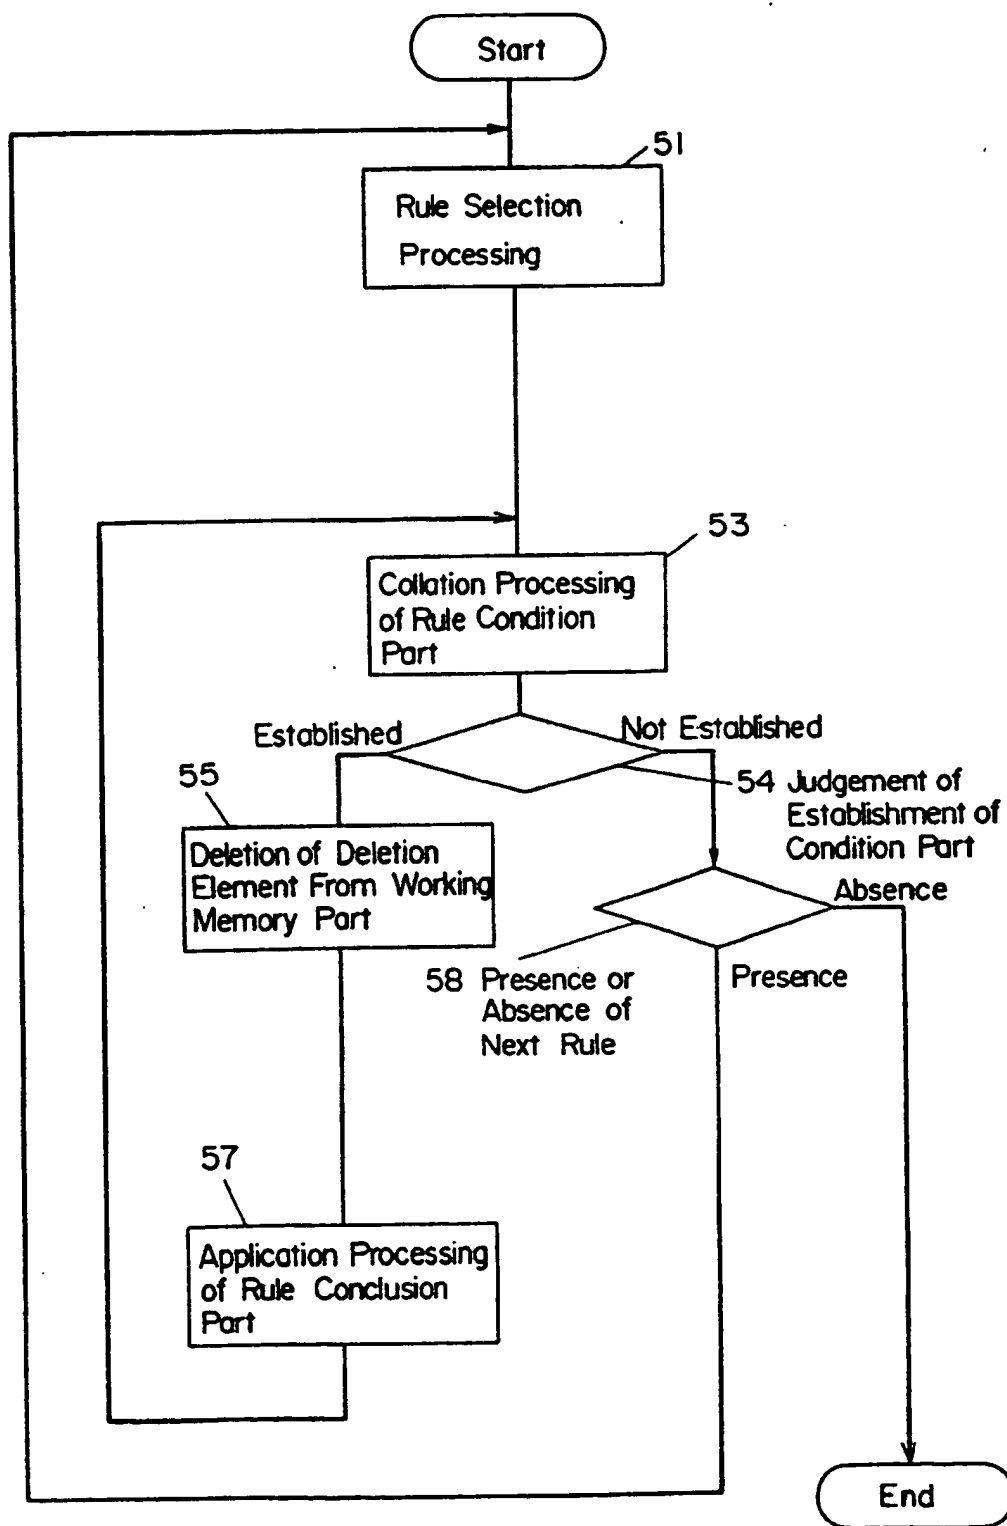 Start
51
Rule Selection
Processing
53
Collation Processing
of Rule Condition
Part
Established
Not Established
54 Judgement of
Establishment of
Condition Part
55
Deletion of Deletion
Element From Working
Memory Part
Absence
58 Presence or
Absence of
Next Rule
Presence
57
Application Processing
of Rule Conclusion
Part
End